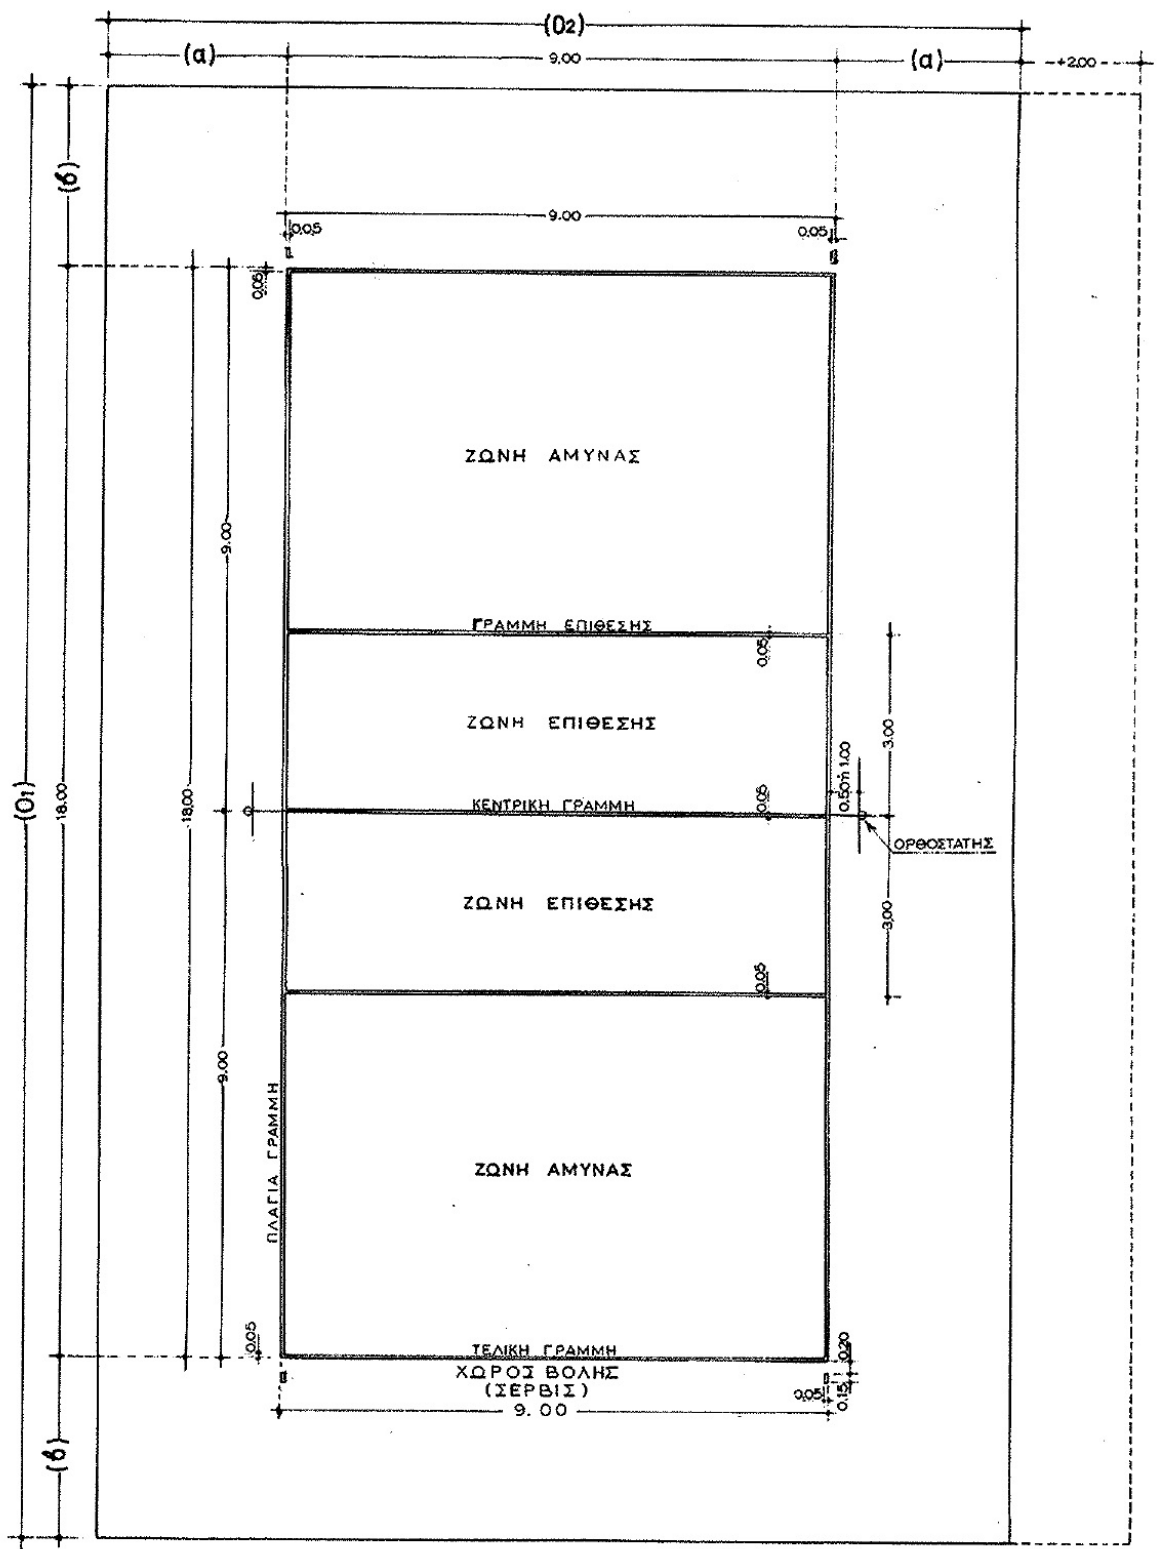 (O2)
(α) 9.00 (α) +2.00
(β)
9.00
0.05 0.05
0.05
ΖΩΝΗ ΑΜΥΝΑΣ
9.00
ΓΡΑΜΜΗ ΕΠΙΘΕΣΗΣ
0.05
ΖΩΝΗ ΕΠΙΘΕΣΗΣ
3.00
0.50 ή 1.00
(O1)
18.00
18.00
ΚΕΝΤΡΙΚΗ ΓΡΑΜΜΗ
0.05
ΟΡΘΟΣΤΑΤΗΣ
ΖΩΝΗ ΕΠΙΘΕΣΗΣ
3.00
0.05
9.00
ΠΛΑΓΙΑ ΓΡΑΜΜΗ
ΖΩΝΗ ΑΜΥΝΑΣ
0.05
ΤΕΛΙΚΗ ΓΡΑΜΜΗ
0.20
ΧΩΡΟΣ ΒΟΛΗΣ
(ΣΕΡΒΙΣ)
0.05
0.15
9.00
(β)